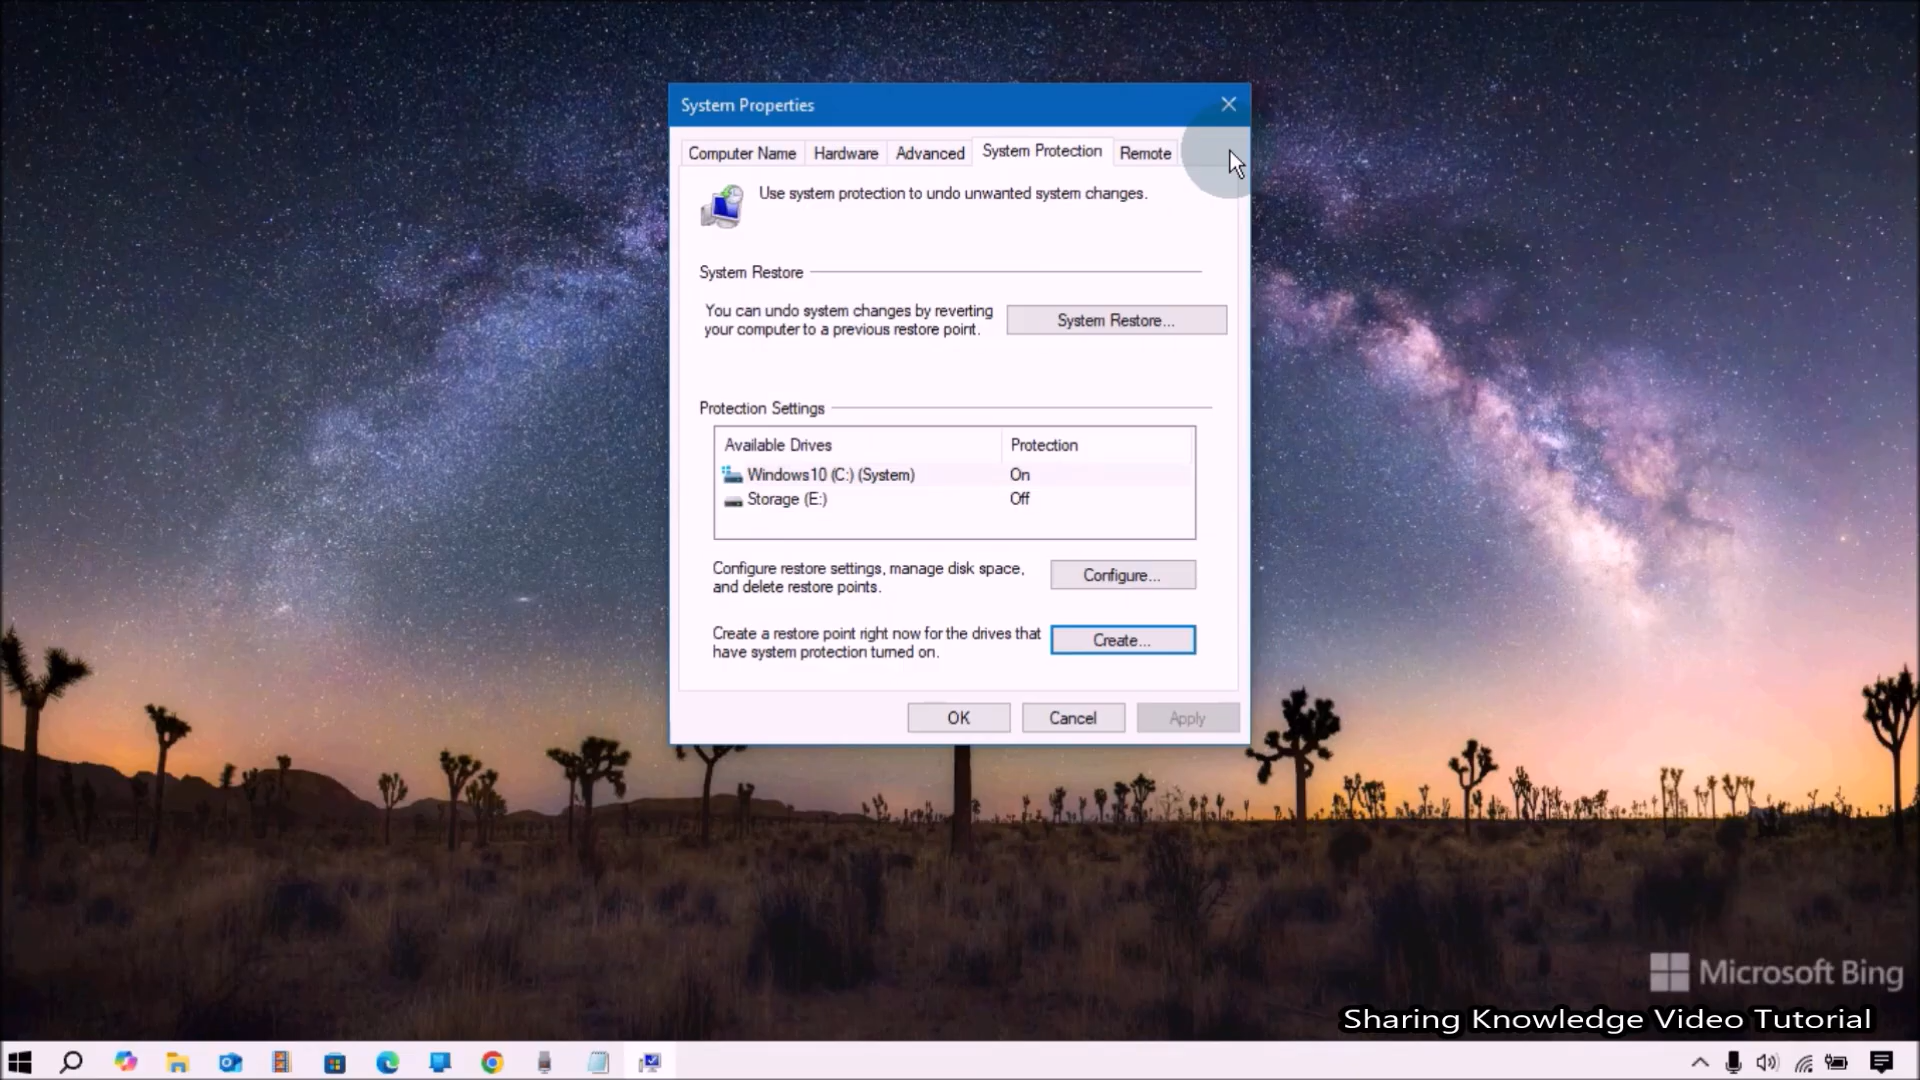 System Properties
Computer Name
Hardware
Advanced
System Protection
Remote
Use system protection to undo unwanted system changes.
System Restore
You can undo system changes by reverting
your computer to a previous restore point.
System Restore...
Protection Settings
Available Drives
Protection
Windows10 (C:) (System)
On
Storage (E:)
Off
Configure restore settings, manage disk space,
and delete restore points.
Configure...
Create a restore point right now for the drives that
have system protection turned on.
Create...
OK
Cancel
Apply
Microsoft Bing
Sharing Knowledge Video Tutorial